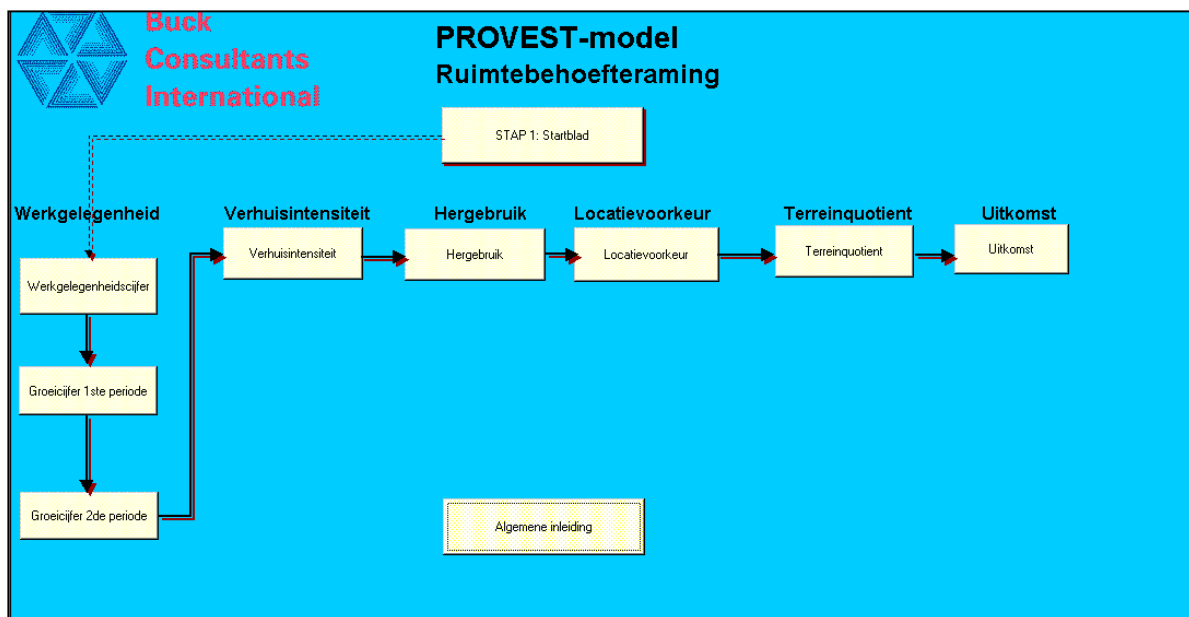 Buck
Consultants
International
PROVEST-model
Ruimtebehoefteraming
STAP 1: Startblad
Werkgelegenheid
Verhuisintensiteit
Hergebruik
Locatievoorkeur
Terreinquotient
Uitkomst
Werkgelegenheidscijfer
Groeicijfer 1ste periode
Groeicijfer 2de periode
Verhuisintensiteit
Hergebruik
Locatievoorkeur
Terreinquotient
Uitkomst
Algemene inleiding